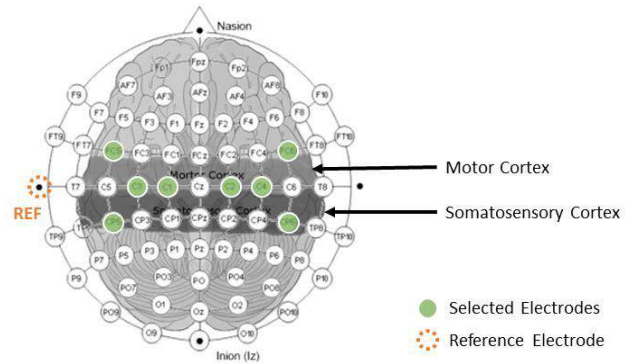 Nasion
Fp1 Fpz Fp2
AF7 AF3 AFz AF4 AF8
F9 F7 F5 F3 F1 Fz F2 F4 F6 F8 F10
FT9 FT7 FC5 FC3 FC1 FCz FC2 FC4 FC6 FT8 FT10
Mortor Cortex
Motor Cortex
T7 C5 C3 C1 Cz C2 C4 C6 T8
REF
Cortex
Somatosensory Cortex
CP5 CP3 CP1 CPz CP2 CP4 CP6 TP8
TP9 TP10
P9 P7 P5 P3 P1 Pz P2 P4 P6 P8 P10
PO9 PO7 PO3 PO PO4 PO8 PO10
O1 Oz O2
O9 O10
Inion (Iz)
Selected Electrodes
Reference Electrode